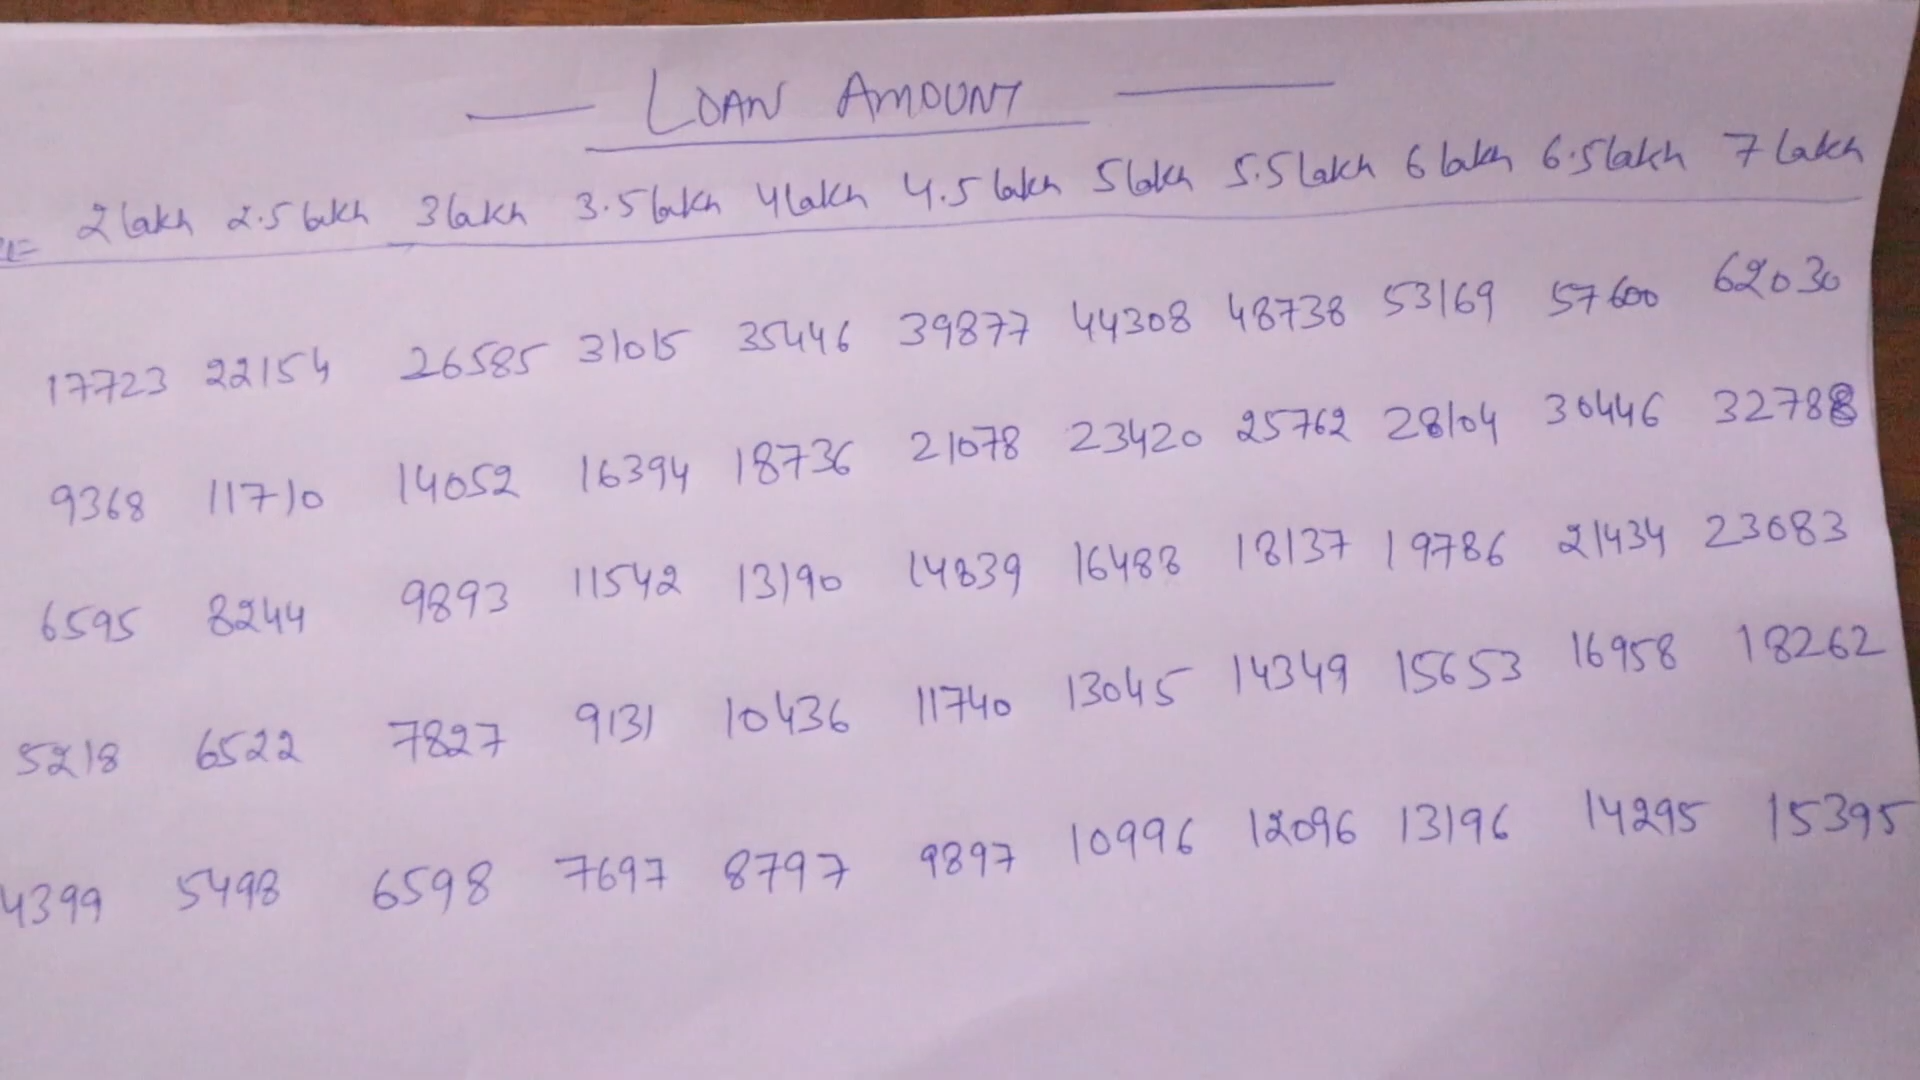 LOAN AMOUNT
2 lakh 2.5 lakh 3 lakh 3.5 lakh 4 lakh 4.5 lakh 5 lakh 5.5 lakh 6 lakh 6.5 lakh 7 lakh
17723 22154 26585 31015 35446 39877 44308 48738 53169 57600 62030
9368 11710 14052 16394 18736 21078 23420 25762 28104 30446 32788
6595 8244 9893 11542 13190 14839 16488 18137 19786 21434 23083
5218 6522 7827 9131 10436 11740 13045 14349 15653 16958 18262
4399 5498 6598 7697 8797 9897 10996 12096 13196 14295 15395